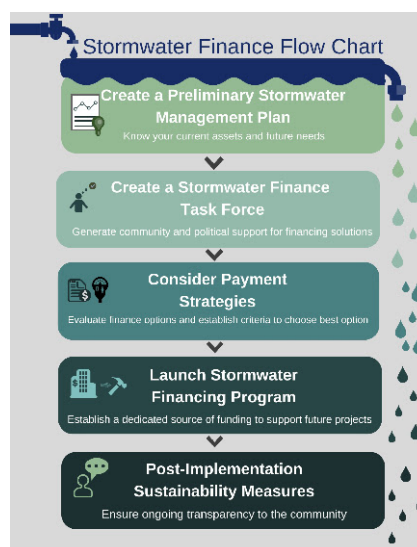 Stormwater Finance Flow Chart
Create a Preliminary Stormwater
Management Plan
Know your current assets and future needs
Create a Stormwater Finance
Task Force
Generate community and political support for financing solutions
Consider Payment
Strategies
Evaluate finance options and establish criteria to choose best option
Launch Stormwater
Financing Program
Establish a dedicated source of funding to support future projects
Post-Implementation
Sustainability Measures
Ensure ongoing transparency to the community